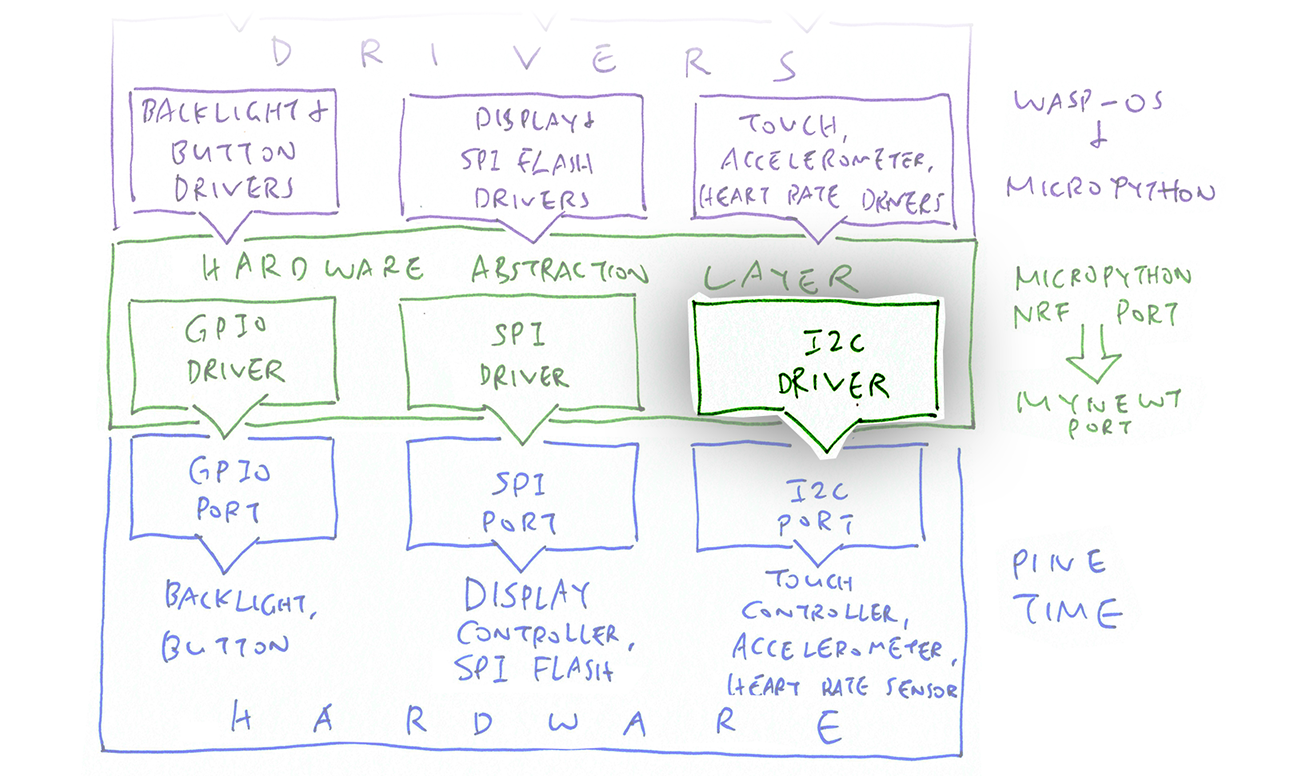 DRIVERS
BACKLIGHT &
BUTTON
DRIVERS
DISPLAY &
SPI FLASH
DRIVERS
TOUCH,
ACCELEROMETER,
HEART RATE DRIVERS
WASP-OS
&
MICROPYTHON
HARDWARE ABSTRACTION LAYER
GPIO
DRIVER
SPI
DRIVER
I2C
DRIVER
MICROPYTHON
NRF PORT
MYNEWT
PORT
GPIO
PORT
SPI
PORT
I2C
PORT
BACKLIGHT,
BUTTON
DISPLAY
CONTROLLER,
SPI FLASH
TOUCH
CONTROLLER,
ACCELEROMETER,
HEART RATE SENSOR
PINE
TIME
HARDWARE